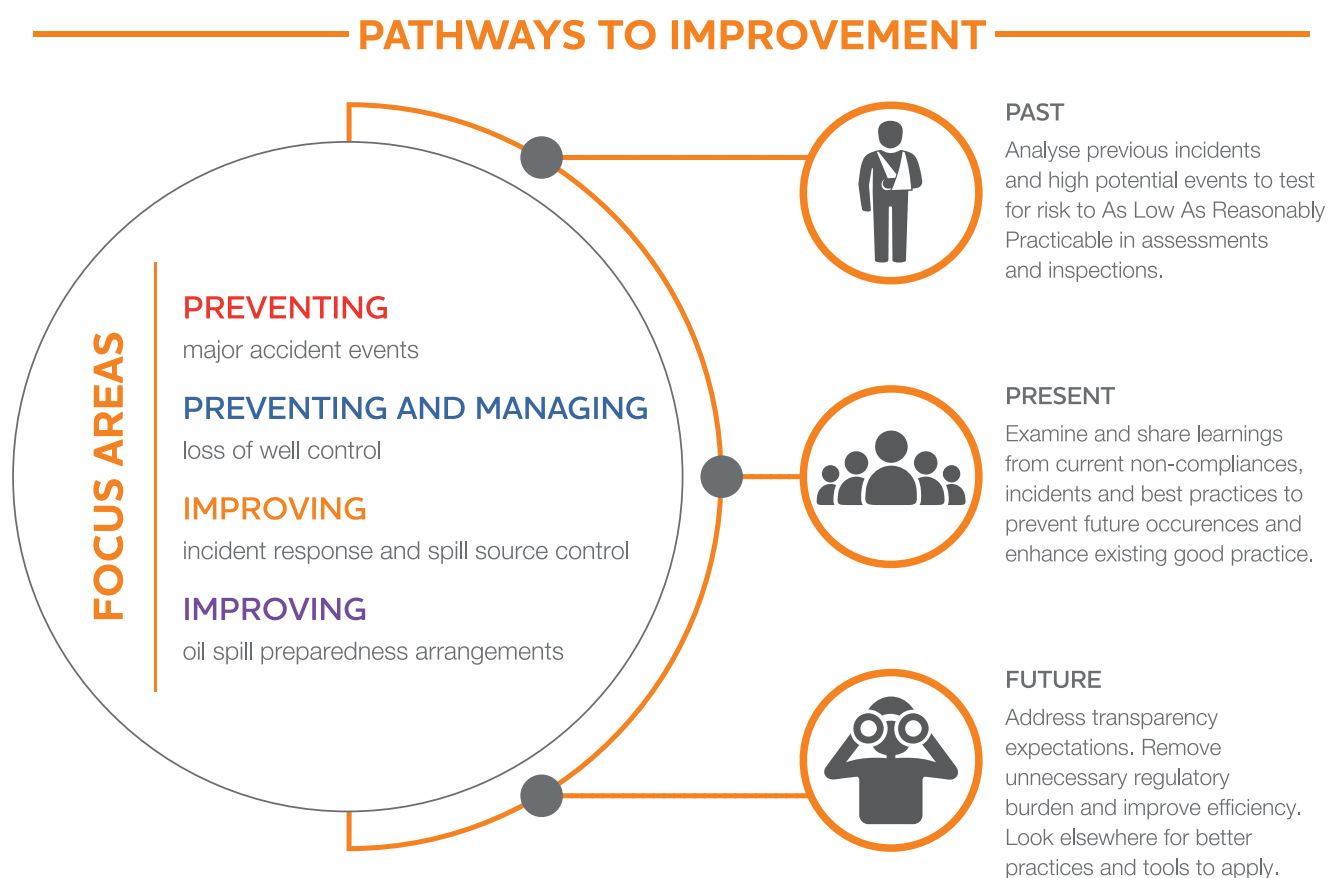 PATHWAYS TO IMPROVEMENT
FOCUS AREAS
PREVENTING
major accident events
PREVENTING AND MANAGING
loss of well control
IMPROVING
incident response and spill source control
IMPROVING
oil spill preparedness arrangements
PAST
Analyse previous incidents
and high potential events to test
for risk to As Low As Reasonably
Practicable in assessments
and inspections.
PRESENT
Examine and share learnings
from current non-compliances,
incidents and best practices to
prevent future occurences and
enhance existing good practice.
FUTURE
Address transparency
expectations. Remove
unnecessary regulatory
burden and improve efficiency.
Look elsewhere for better
practices and tools to apply.